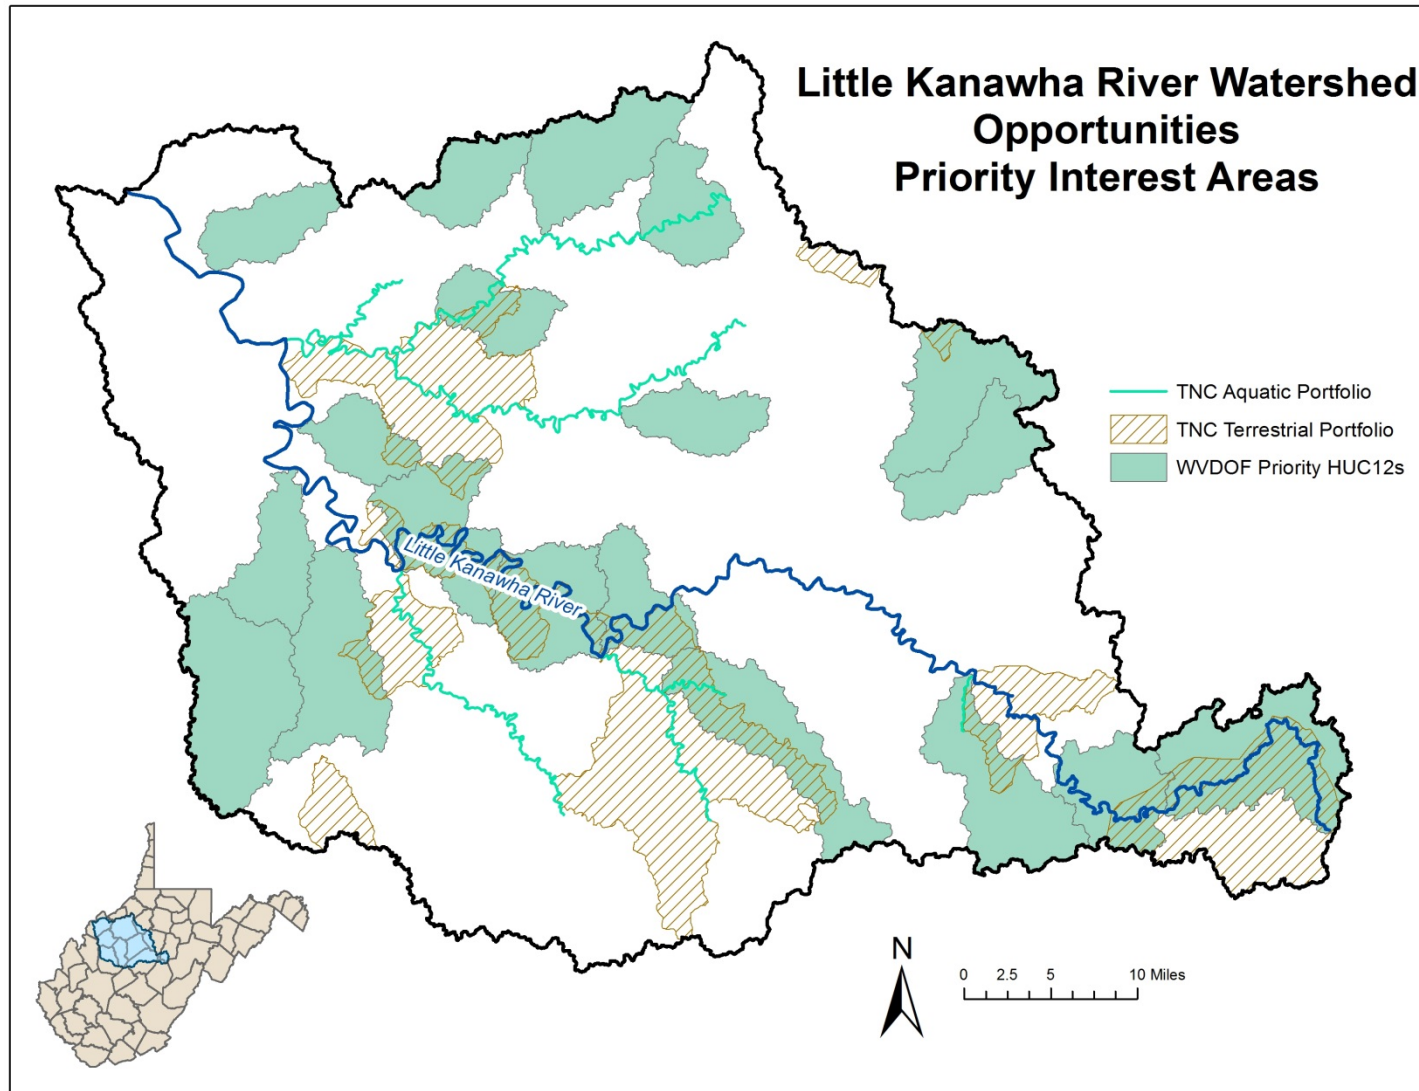 Little Kanawha River Watershed
Opportunities
Priority Interest Areas
TNC Aquatic Portfolio
TNC Terrestrial Portfolio
WVDOF Priority HUC12s
Little Kanawha River
N
0 2.5 5 10 Miles